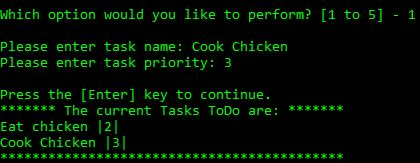 Which option would you like to perform? [1 to 5] - 1
Please enter task name: Cook Chicken
Please enter task priority: 3
Press the [Enter] key to continue.
******* The current Tasks ToDo are: *******
Eat chicken |2|
Cook Chicken |3|
*******************************************